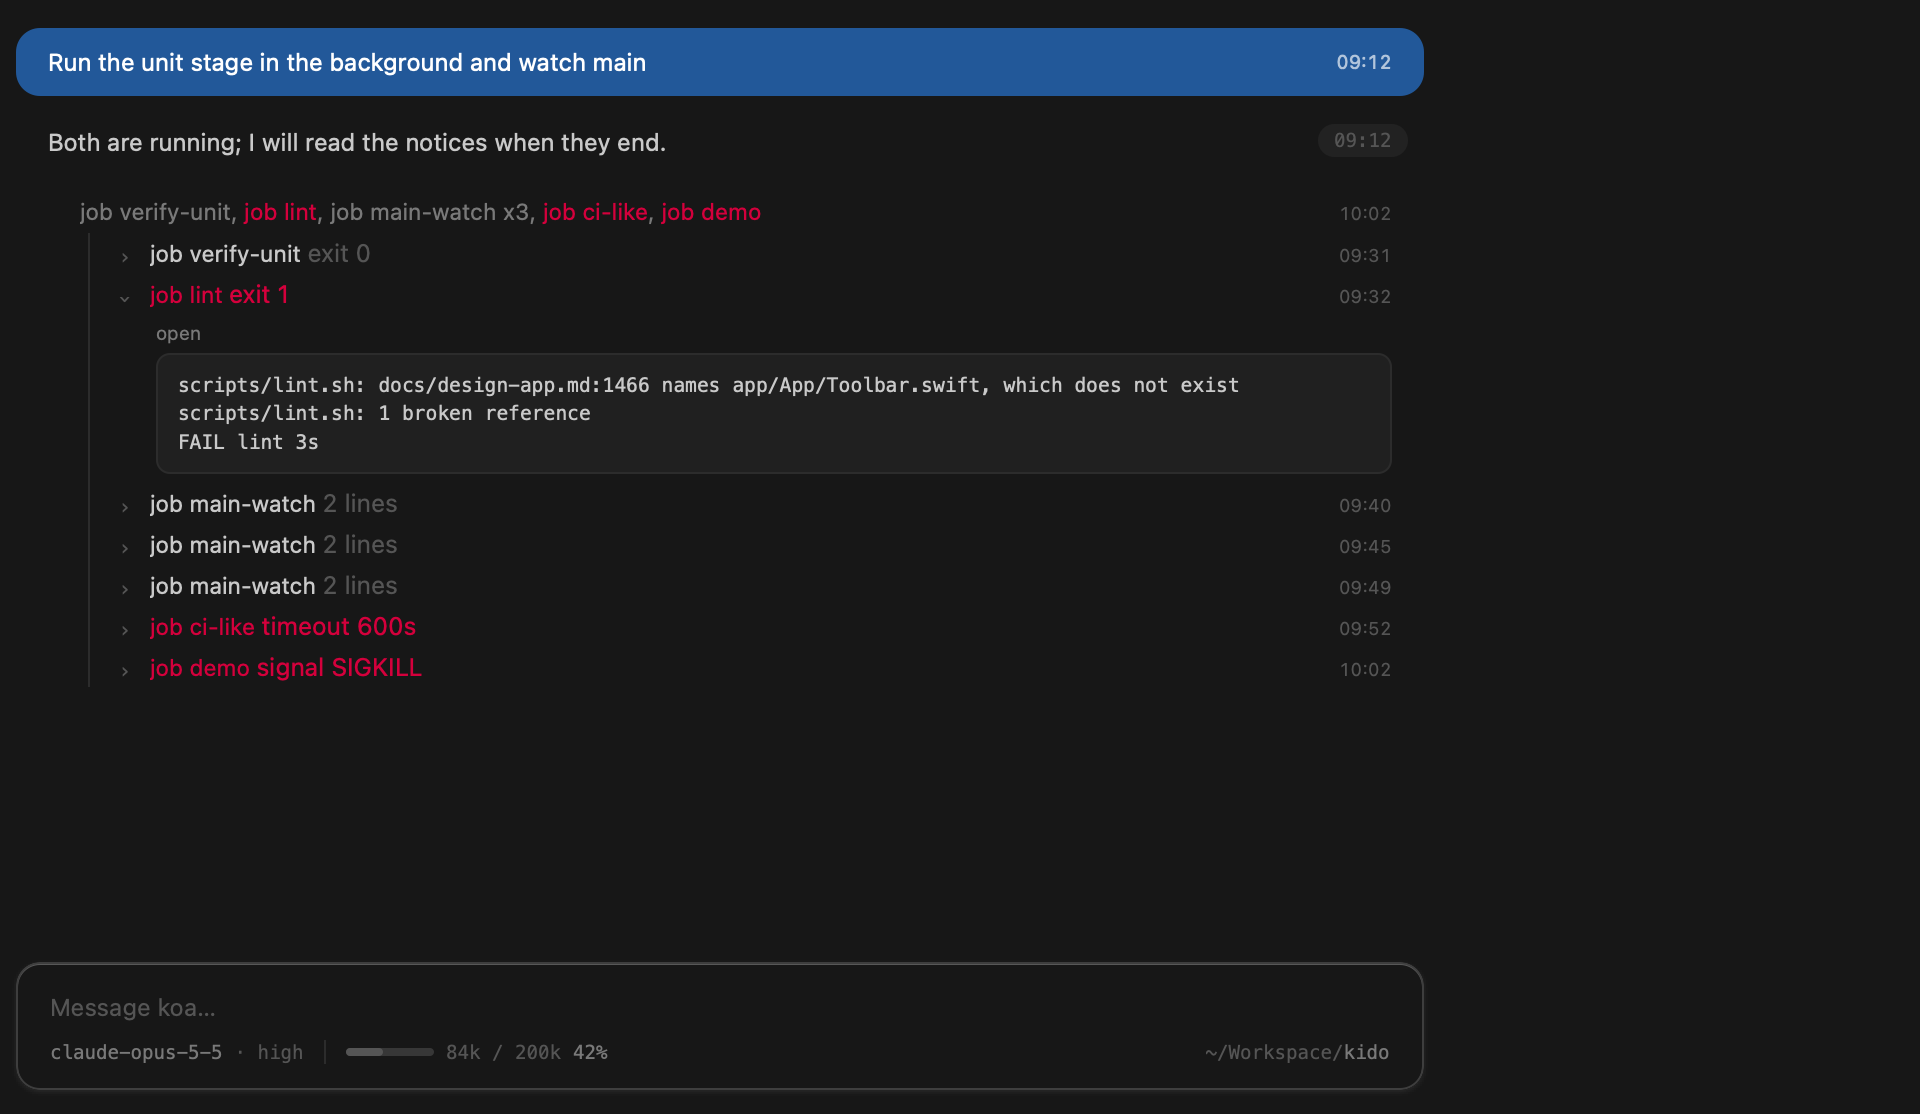 Run the unit stage in the background and watch main 09:12
Both are running; I will read the notices when they end. 09:12
job verify-unit, job lint, job main-watch x3, job ci-like, job demo 10:02
job verify-unit exit 0 09:31
job lint exit 1 09:32
open
scripts/lint.sh: docs/design-app.md:1466 names app/App/Toolbar.swift, which does not exist
scripts/lint.sh: 1 broken reference
FAIL lint 3s
job main-watch 2 lines 09:40
job main-watch 2 lines 09:45
job main-watch 2 lines 09:49
job ci-like timeout 600s 09:52
job demo signal SIGKILL 10:02
Message koa...
claude-opus-5-5 · high 84k / 200k 42% ~/Workspace/kido